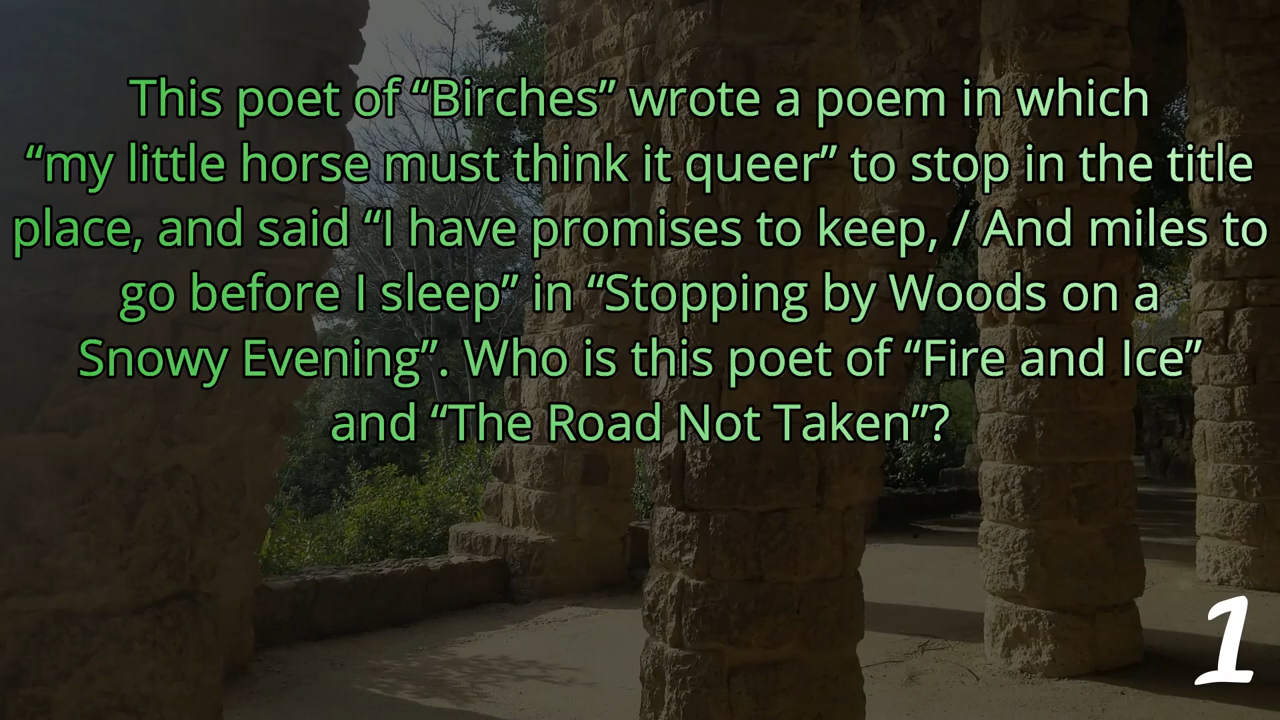 This poet of “Birches” wrote a poem in which
“my little horse must think it queer” to stop in the title
place, and said “I have promises to keep, / And miles to
go before I sleep” in “Stopping by Woods on a
Snowy Evening”. Who is this poet of “Fire and Ice”
and “The Road Not Taken”?
1